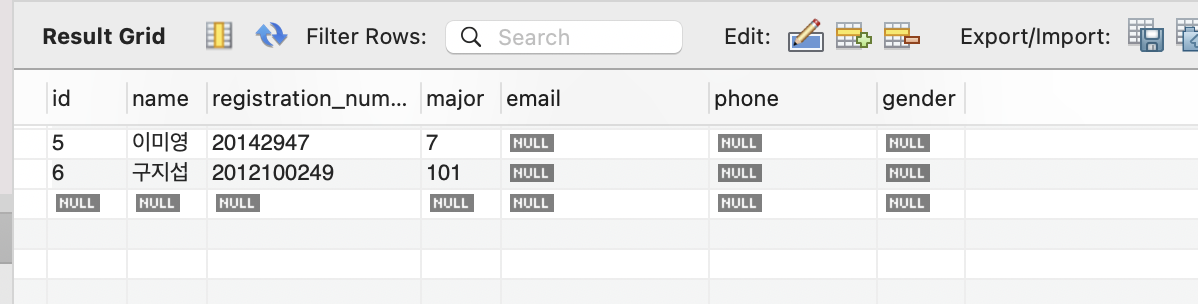 Result Grid Filter Rows: Search Edit: Export/Import:
id name registration_num... major email phone gender
5 이미영 20142947 7 NULL NULL NULL
6 구지섭 2012100249 101 NULL NULL NULL
NULL NULL NULL NULL NULL NULL NULL